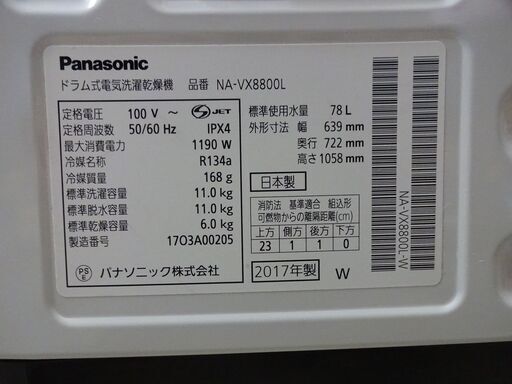 Panasonic
ドラム式電気洗濯乾燥機 品番 NA-VX8800L
定格電圧 100 V ～ S JET
定格周波数 50/60 Hz IPX4
最大消費電力 1190 W
冷媒名称 R134a
冷媒質量 168 g
標準洗濯容量 11.0 kg
標準脱水容量 11.0 kg
標準乾燥容量 6.0 kg
製造番号 17O3A00205
PSE パナソニック株式会社
標準使用水量 78 L
外形寸法 幅 639 mm
奥行 722 mm
高さ 1058 mm
日本製
消防法 基準適合 組込形
可燃物からの離隔距離(cm)
上方 側方 後方 下方
23 1 1 0
2017年製 W
NA-VX8800L-W